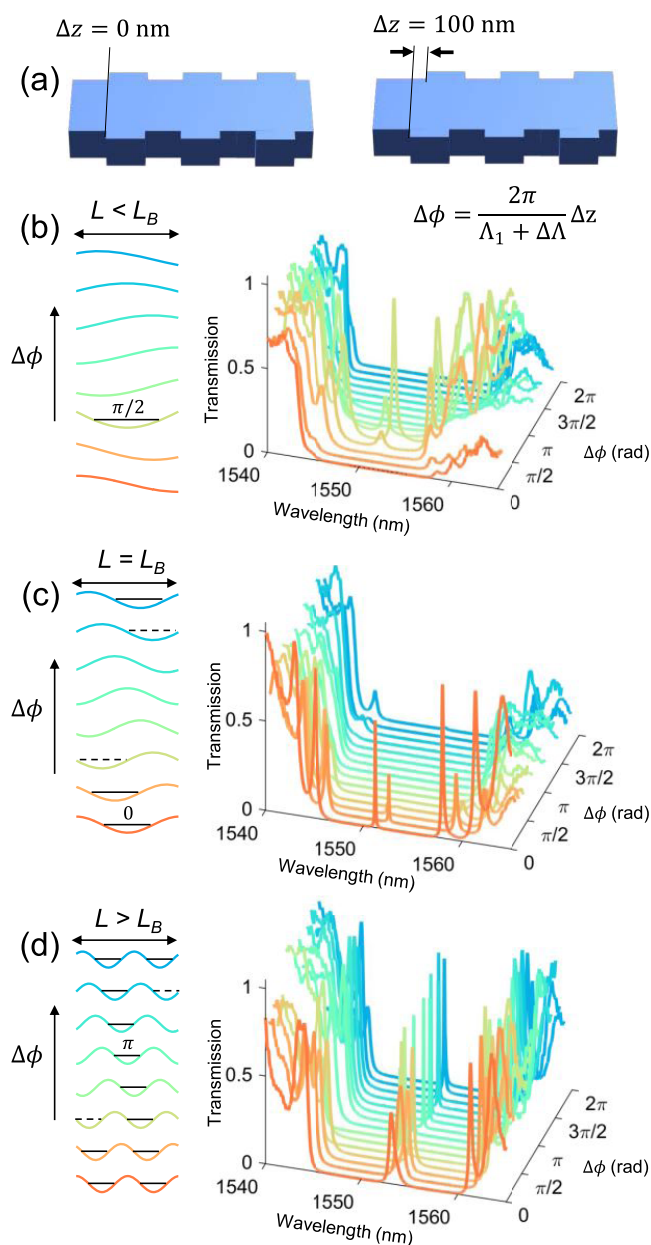 Δz = 0 nm
Δz = 100 nm
(a)
(b)
L < L_B
Δϕ = 2π / (Λ₁ + ΔΛ) Δz
Δϕ
π/2
Transmission
1
0.5
0
1540
1550
1560
Wavelength (nm)
0
π/2
π
3π/2
2π
Δϕ (rad)
(c)
L = L_B
Δϕ
0
Transmission
1
0.5
0
1540
1550
1560
Wavelength (nm)
0
π/2
π
3π/2
2π
Δϕ (rad)
(d)
L > L_B
Δϕ
π
Transmission
1
0.5
0
1540
1550
1560
Wavelength (nm)
0
π/2
π
3π/2
2π
Δϕ (rad)